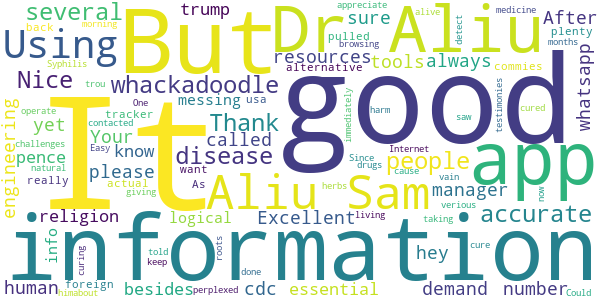 several
trump
sure
After
appreciate
alive
medicine
morning
back
Using
But
Dr Aliu
Syphilis
pulled
plenty
browsing
months
detect
commies
resources
tools
always
alternative
Nice
whackadoodle
messing
usa
trou
whatsapp
engineering
operate
tracker
contacted
One
It
good
yet
Your
Thank
called
immediately
harm
saw
testimonies
cured
challenges
pence
Easy
know
disease
people
Since
Internet
app
natural
please
want
drugs
cause
vain
really
actual
As
giving
Aliu Sam
manager
herbs
now
taking
verious
religion
logical
Excellent
living
accurate
info
information
hey
told
keep
roots
cure
curing
human
foreign
besides
cdc
essential
demand
number
himabout
done
perplexed
Could